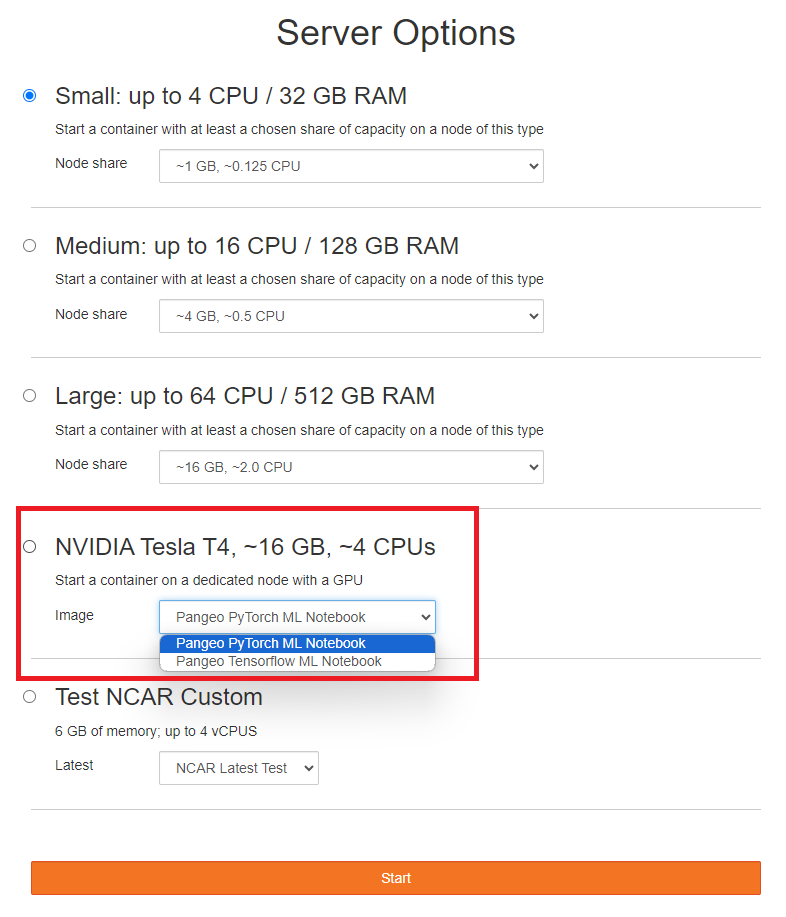 Server Options
Small: up to 4 CPU / 32 GB RAM
Start a container with at least a chosen share of capacity on a node of this type
Node share
~1 GB, ~0.125 CPU
Medium: up to 16 CPU / 128 GB RAM
Start a container with at least a chosen share of capacity on a node of this type
Node share
~4 GB, ~0.5 CPU
Large: up to 64 CPU / 512 GB RAM
Start a container with at least a chosen share of capacity on a node of this type
Node share
~16 GB, ~2.0 CPU
NVIDIA Tesla T4, ~16 GB, ~4 CPUs
Start a container on a dedicated node with a GPU
Image
Pangeo PyTorch ML Notebook
Pangeo PyTorch ML Notebook
Pangeo Tensorflow ML Notebook
Test NCAR Custom
6 GB of memory; up to 4 vCPUS
Latest
NCAR Latest Test
Start